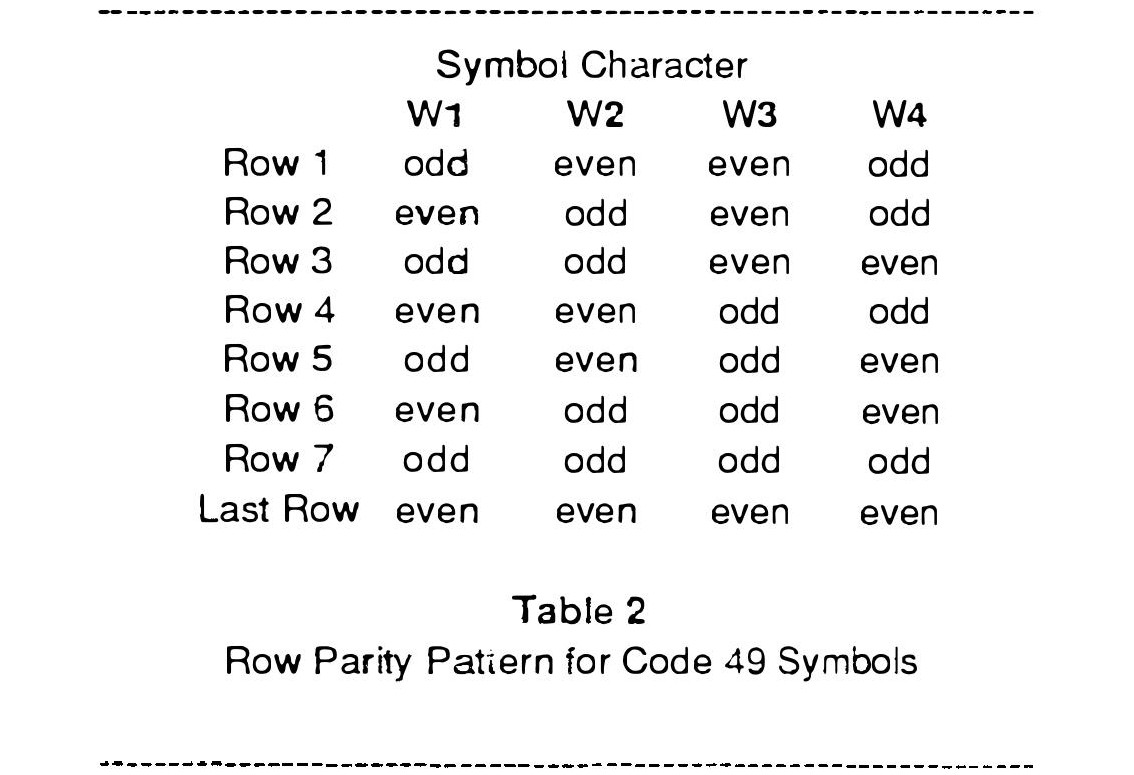 Symbol Character
W1 W2 W3 W4
Row 1 odd even even odd
Row 2 even odd even odd
Row 3 odd odd even even
Row 4 even even odd odd
Row 5 odd even odd even
Row 6 even odd odd even
Row 7 odd odd odd odd
Last Row even even even even
Table 2
Row Parity Pattern for Code 49 Symbols